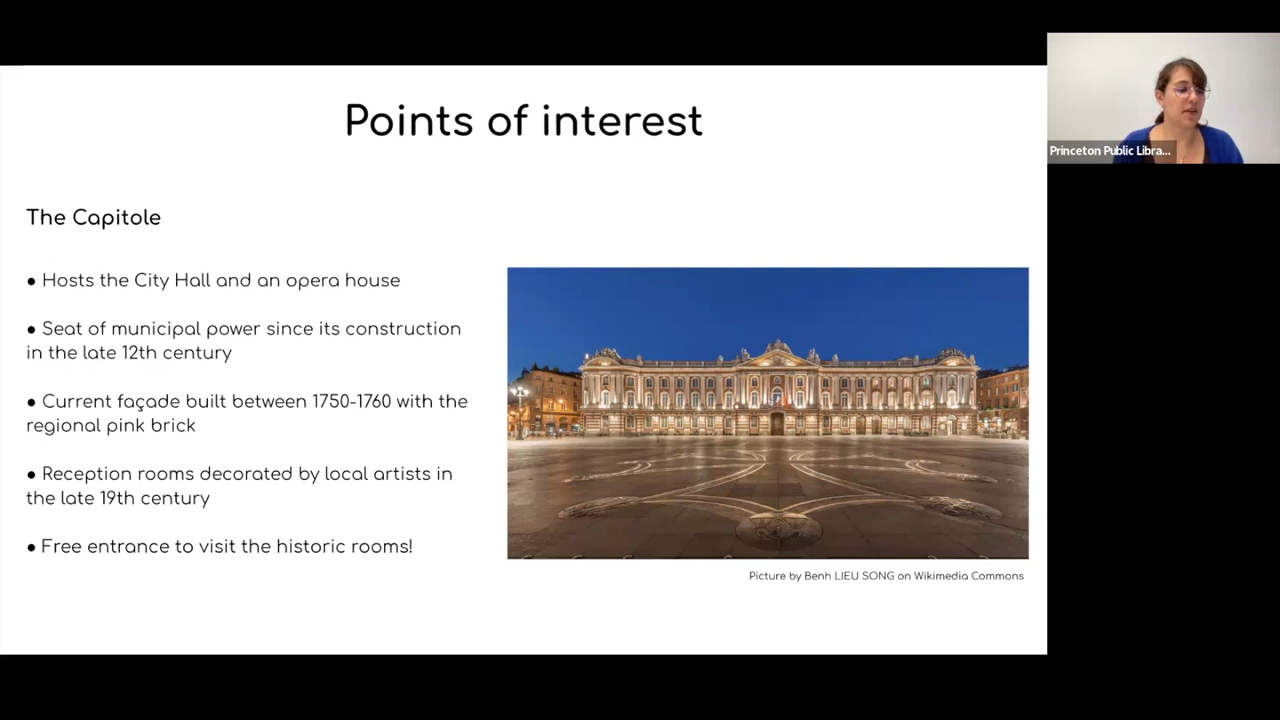 Points of interest
The Capitole
● Hosts the City Hall and an opera house
● Seat of municipal power since its construction
in the late 12th century
● Current façade built between 1750-1760 with the
regional pink brick
● Reception rooms decorated by local artists in
the late 19th century
● Free entrance to visit the historic rooms!
Picture by Benh LIEU SONG on Wikimedia Commons
Princeton Public Libra...